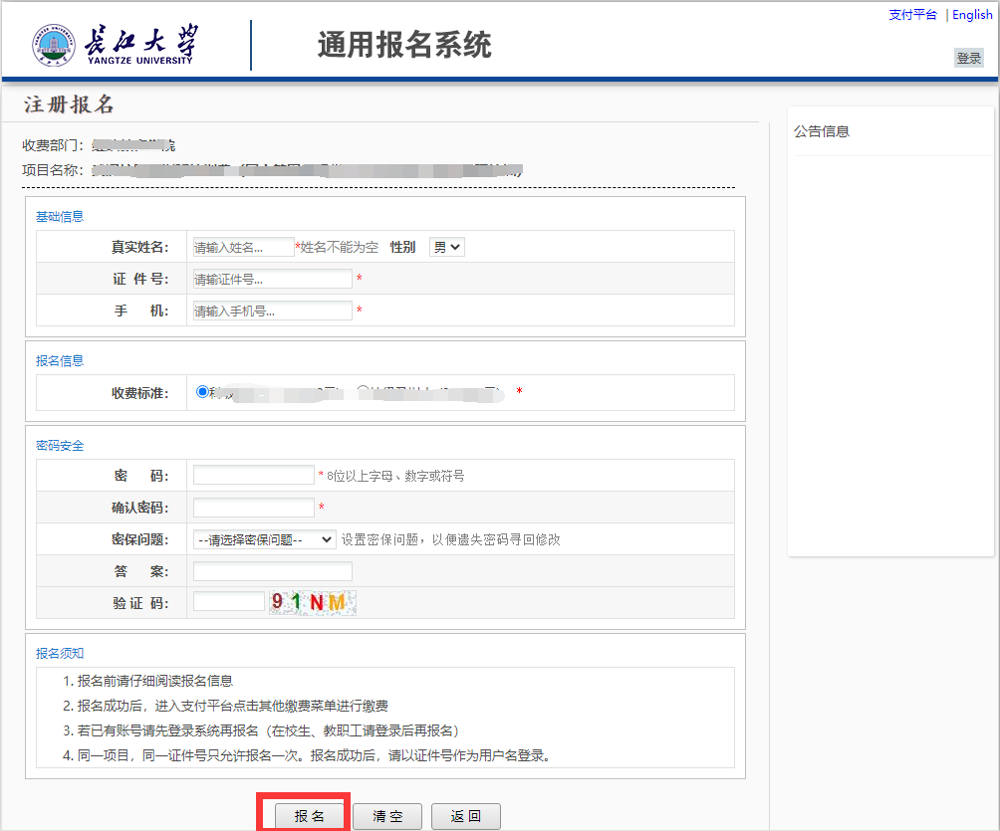 支付平台 | English
长江大学
YANGTZE UNIVERSITY
通用报名系统
登录
注册报名
公告信息
收费部门：
项目名称：
基础信息
真实姓名： 请输入姓名... *姓名不能为空 性别 男
证 件 号： 请输证件号... *
手 机： 请输入手机号... *
报名信息
收费标准： *
密码安全
密 码： * 8位以上字母、数字或符号
确认密码： *
密保问题： --请选择密保问题-- 设置密保问题，以便遗失密码寻回修改
答 案：
验 证 码： 91NM
报名须知
1. 报名前请仔细阅读报名信息
2. 报名成功后，进入支付平台点击其他缴费菜单进行缴费
3. 若已有账号请先登录系统再报名（在校生、教职工请登录后再报名）
4. 同一项目，同一证件号只允许报名一次。报名成功后，请以证件号作为用户名登录。
报 名 清 空 返 回